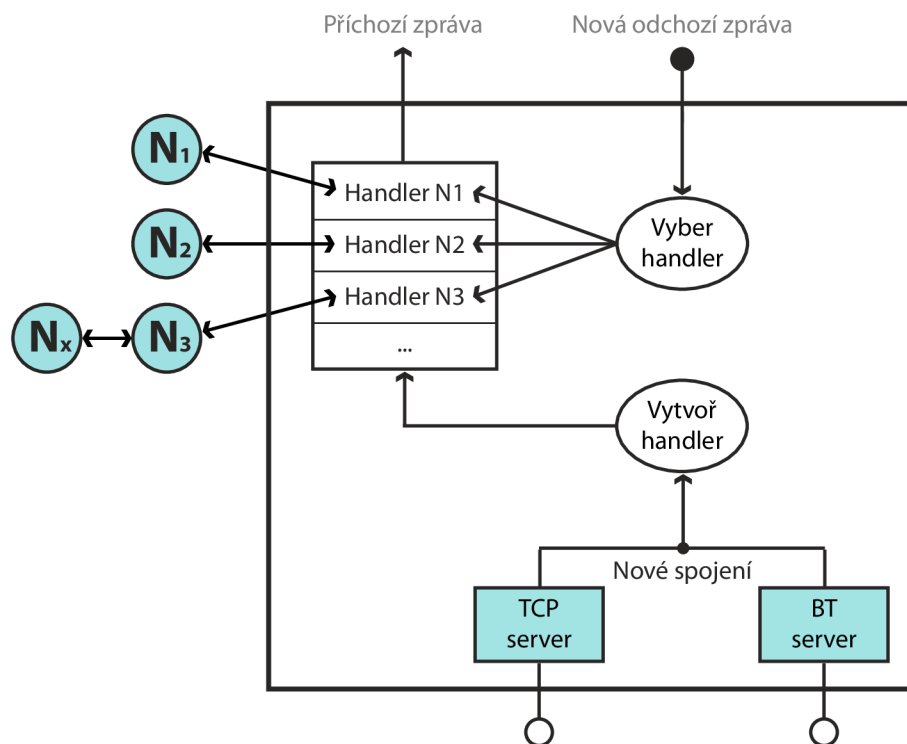 Příchozí zpráva
Nová odchozí zpráva
N1
Handler N1
N2
Handler N2
Vyber
handler
Nx
N3
Handler N3
...
Vytvoř
handler
Nové spojení
TCP
server
BT
server